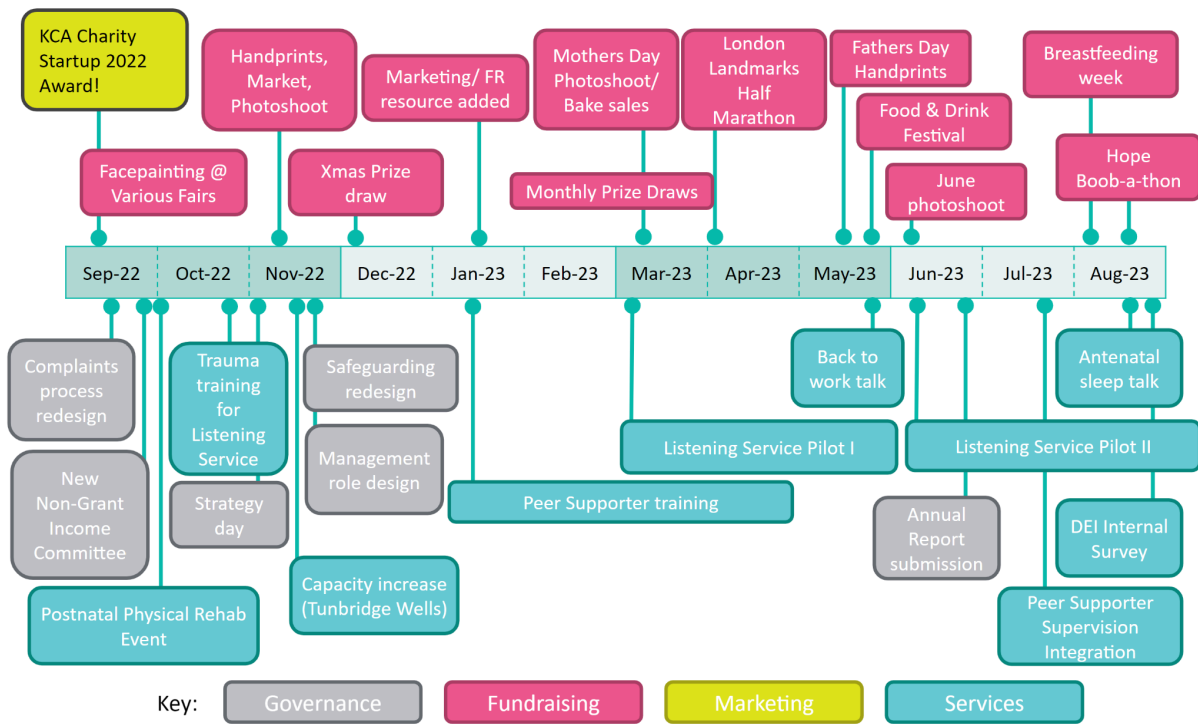 KCA Charity
Startup 2022
Award!
Handprints,
Market,
Photoshoot
Marketing/ FR
resource added
Mothers Day
Photoshoot/
Bake sales
London
Landmarks
Half
Marathon
Fathers Day
Handprints
Breastfeeding
week
Facepainting @
Various Fairs
Xmas Prize
draw
Monthly Prize Draws
Food & Drink
Festival
June
photoshoot
Hope
Boob-a-thon
Sep-22
Oct-22
Nov-22
Dec-22
Jan-23
Feb-23
Mar-23
Apr-23
May-23
Jun-23
Jul-23
Aug-23
Complaints
process
redesign
Trauma
training
for
Listening
Service
Safeguarding
redesign
Back to
work talk
Antenatal
sleep talk
New
Non-Grant
Income
Committee
Strategy
day
Management
role design
Listening Service Pilot I
Listening Service Pilot II
Peer Supporter training
Annual
Report
submission
DEI Internal
Survey
Postnatal Physical Rehab
Event
Capacity increase
(Tunbridge Wells)
Peer Supporter
Supervision
Integration
Key:
Governance
Fundraising
Marketing
Services